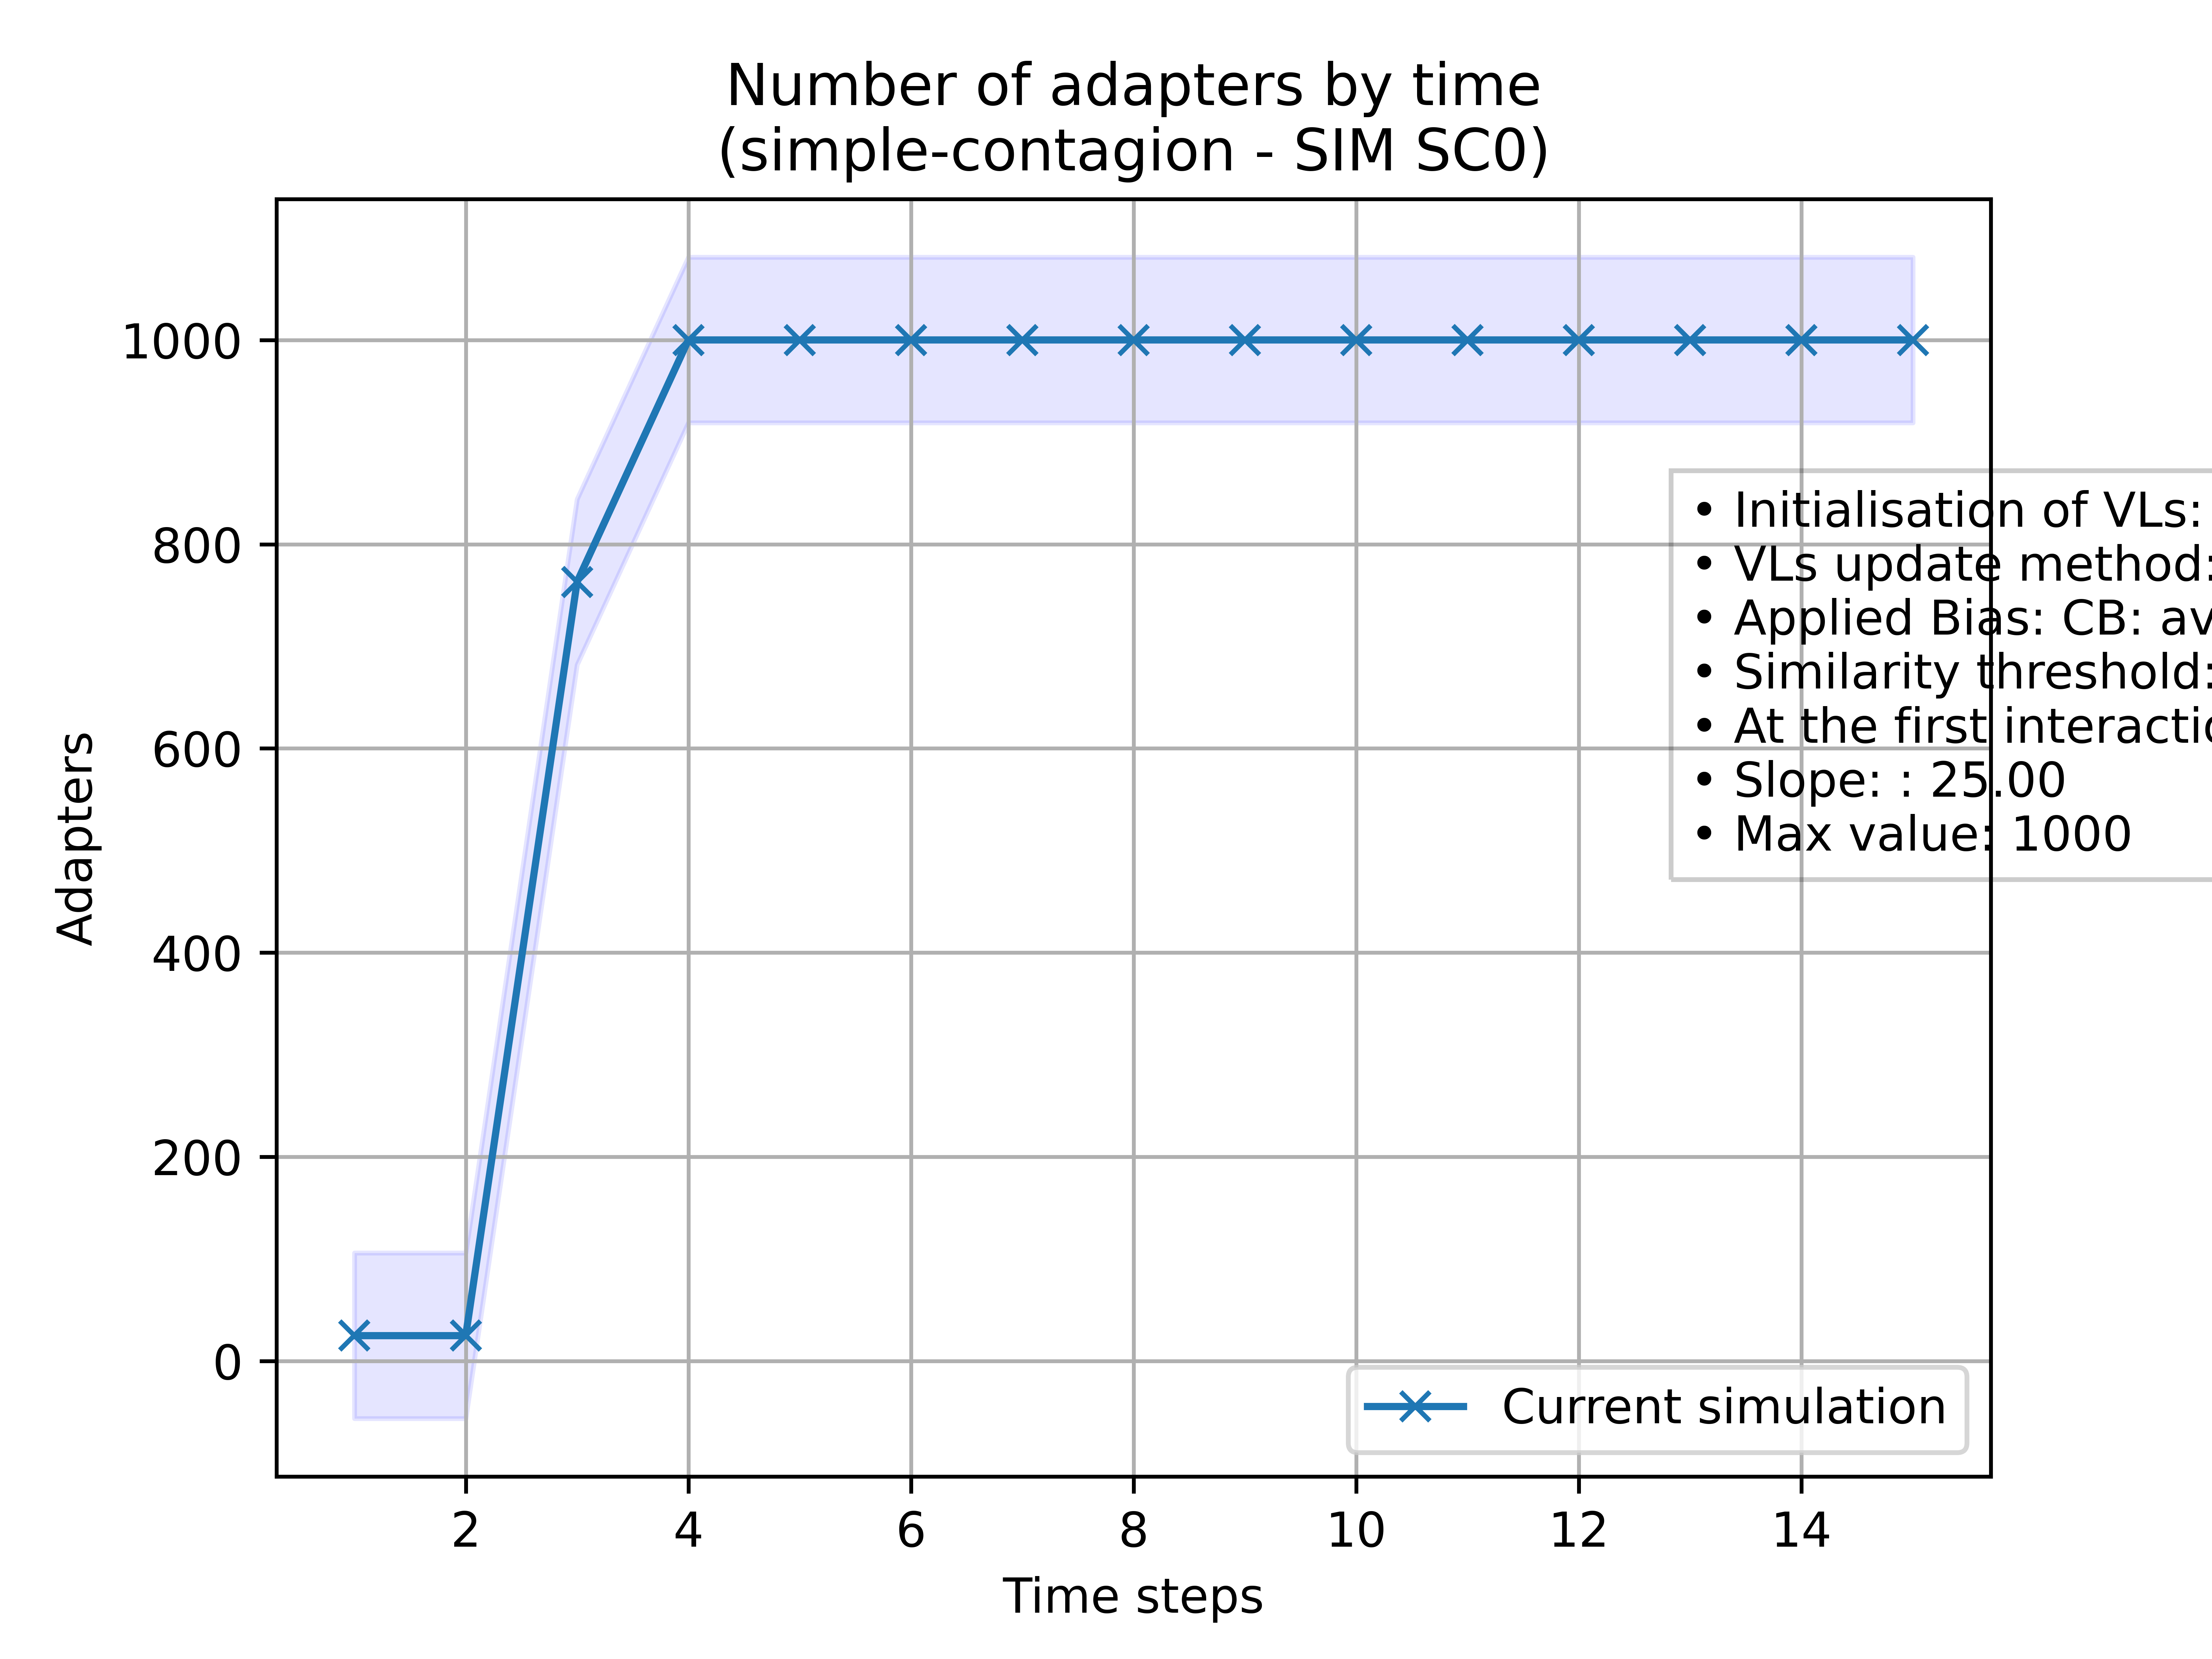 Number of adapters by time
(simple-contagion - SIM SC0)
1000
800
600
400
200
0
Adapters
• Initialisation of VLs:
• VLs update method:
• Applied Bias: CB:
• Similarity threshold:
• At the first
• Slope: : 25.00
• Max value: 1000
Current simulation
2 4 6 8 10 12 14
Time steps